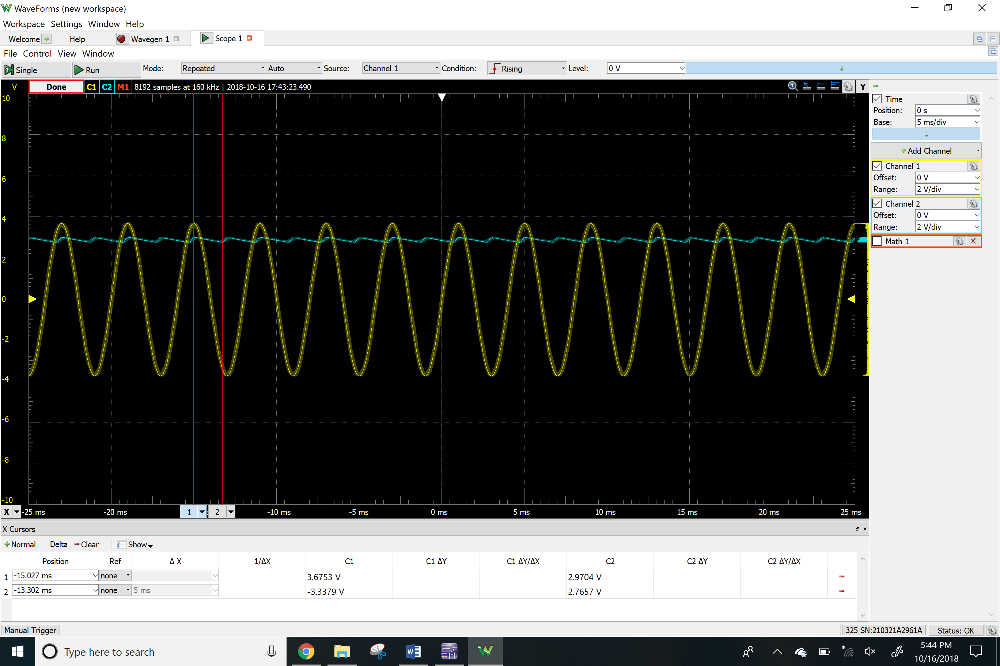 WaveForms (new workspace)
Workspace Settings Window Help
Welcome Help Wavegen 1 Scope 1
File Control View Window
Single Run Mode: Repeated Auto Source: Channel 1 Condition: Rising Level: 0 V
V Done C1 C2 M1 8192 samples at 160 kHz | 2018-10-16 17:43:23.490 Y
10
8
6
4
2
0
-2
-4
-6
-8
-10
X -25 ms -20 ms 1 2 -10 ms -5 ms 0 ms 5 ms 10 ms 15 ms 20 ms 25 ms
Time
Position: 0 s
Base: 5 ms/div
Add Channel
Channel 1
Offset: 0 V
Range: 2 V/div
Channel 2
Offset: 0 V
Range: 2 V/div
Math 1
X Cursors
Normal Delta Clear Show
Position Ref Δ X 1/ΔX C1 C1 ΔY C1 ΔY/ΔX C2 C2 ΔY C2 ΔY/ΔX
1 -15.027 ms none 3.6753 V 2.9704 V
2 -13.302 ms none 5 ms -3.3379 V 2.7657 V
Manual Trigger 325 SN:210321A2961A Status: OK
Type here to search
5:44 PM
10/16/2018